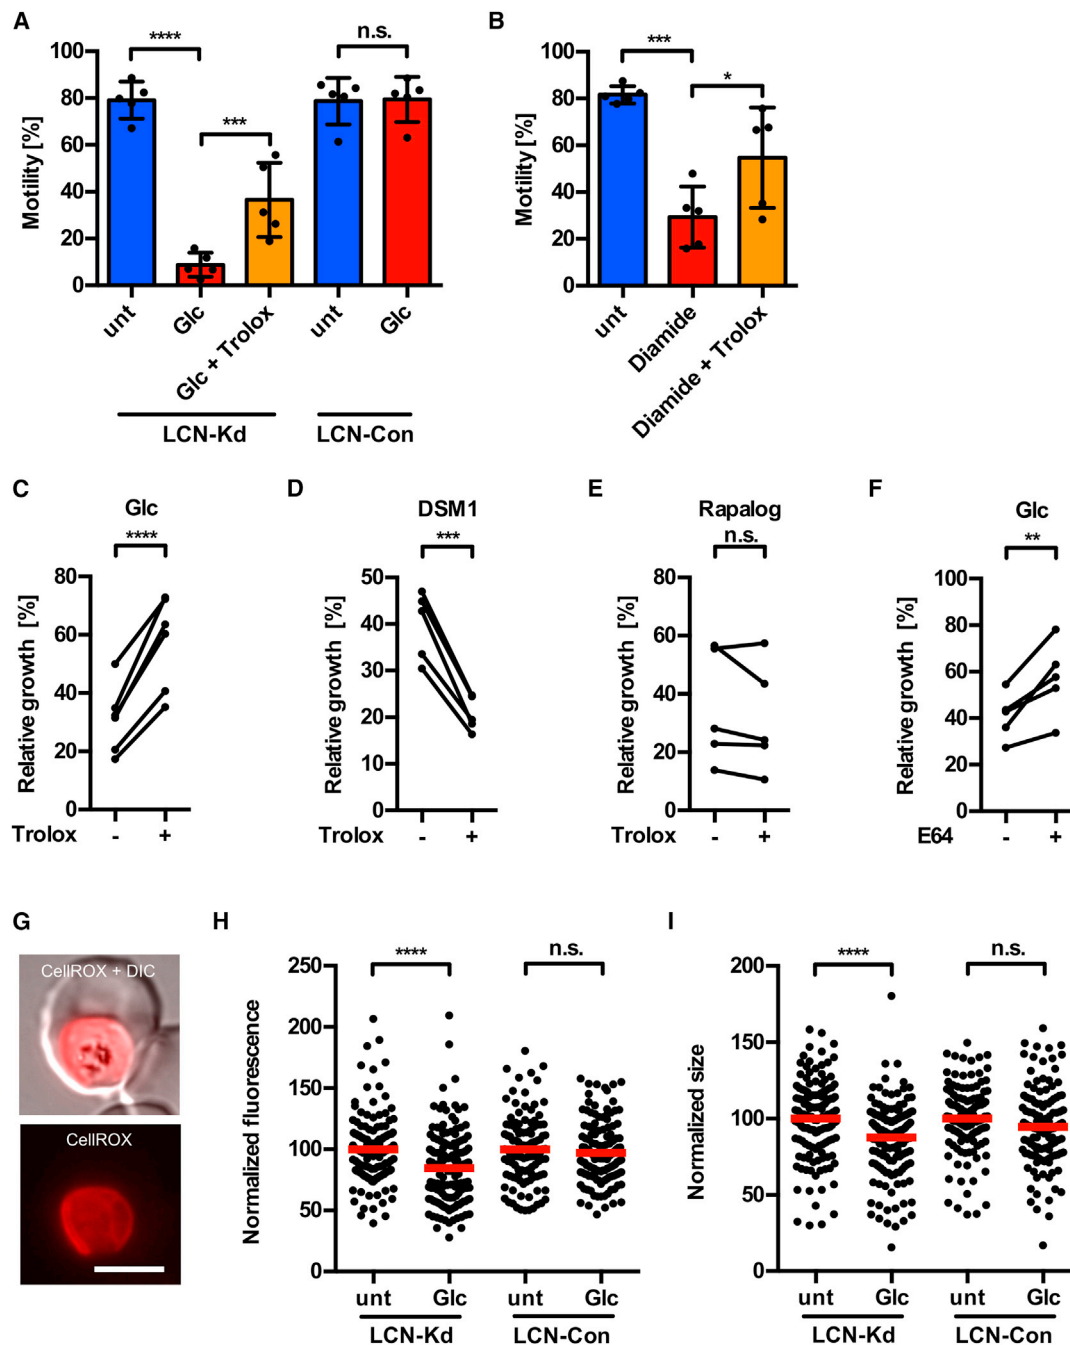 A
B
**** 
n.s.
***
***
*
Motility [%]
100
80
60
40
20
0
unt
Glc
Glc + Trolox
unt
Glc
LCN-Kd
LCN-Con
Motility [%]
100
80
60
40
20
0
unt
Diamide
Diamide + Trolox
C
Glc
****
Relative growth [%]
80
60
40
20
0
Trolox - +
D
DSM1
***
Relative growth [%]
50
40
30
20
10
0
Trolox - +
E
Rapalog
n.s.
Relative growth [%]
80
60
40
20
0
Trolox - +
F
Glc
**
Relative growth [%]
100
80
60
40
20
0
E64 - +
G
CellROX + DIC
CellROX
H
****
n.s.
Normalized fluorescence
250
200
150
100
50
0
unt Glc unt Glc
LCN-Kd LCN-Con
I
****
n.s.
Normalized size
200
150
100
50
0
unt Glc unt Glc
LCN-Kd LCN-Con